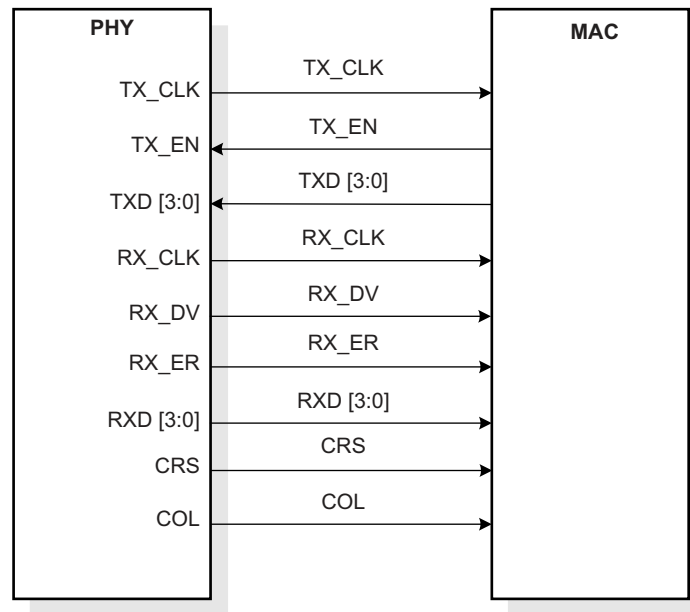 PHY
MAC
TX_CLK
TX_CLK
TX_EN
TX_EN
TXD [3:0]
TXD [3:0]
RX_CLK
RX_CLK
RX_DV
RX_DV
RX_ER
RX_ER
RXD [3:0]
RXD [3:0]
CRS
CRS
COL
COL